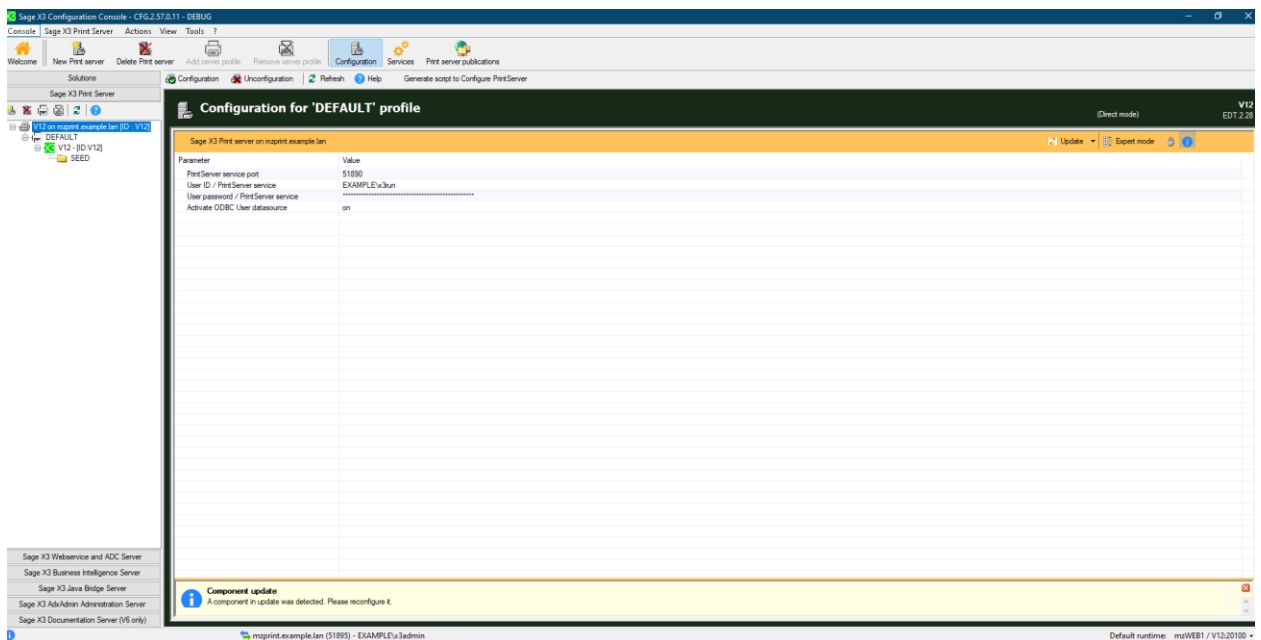 Sage X3 Configuration Console - CFG.2.57.0.11 - DEBUG
Console Sage X3 Print Server Actions View Tools ?
Welcome New Print server Delete Print server Add server profile Remove server profile Configuration Services Print server publications
Solutions
Configuration Unconfiguration Refresh Help Generate script to Configure PrintServer
Sage X3 Print Server
Configuration for 'DEFAULT' profile
(Direct mode)
V12
EDT.2.28
V12 on mzprint.example.lan [ID : V12]
DEFAULT
V12 - [ID:V12]
SEED
Sage X3 Print server on mzprint.example.lan
Update Expert mode
Parameter Value
PrintServer service port 51890
User ID / PrintServer service EXAMPLE\x3run
User password / PrintServer service **************************************************
Activate ODBC User datasource on
Sage X3 Webservice and ADC Server
Sage X3 Business Intelligence Server
Sage X3 Java Bridge Server
Sage X3 AdxAdmin Administration Server
Sage X3 Documentation Server (V6 only)
Component update
A component in update was detected. Please reconfigure it.
mzprint.example.lan (51895) - EXAMPLE\x3admin
Default runtime: mzWEB1 / V12:20100